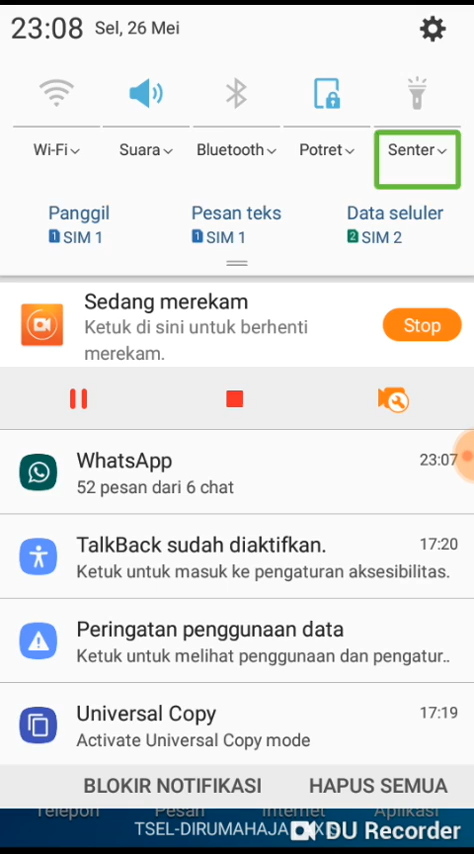 23:08 Sel, 26 Mei
Wi-Fi Suara Bluetooth Potret Senter
Panggil Pesan teks Data seluler
1 SIM 1 1 SIM 1 2 SIM 2
Sedang merekam
Ketuk di sini untuk berhenti
merekam.
Stop
WhatsApp 23:07
52 pesan dari 6 chat
TalkBack sudah diaktifkan. 17:20
Ketuk untuk masuk ke pengaturan aksesibilitas.
Peringatan penggunaan data
Ketuk untuk melihat penggunaan dan pengatur..
Universal Copy 17:19
Activate Universal Copy mode
BLOKIR NOTIFIKASI HAPUS SEMUA
Telepon Pesan Internet Aplikasi
TSEL-DIRUMAHAJA
DU Recorder